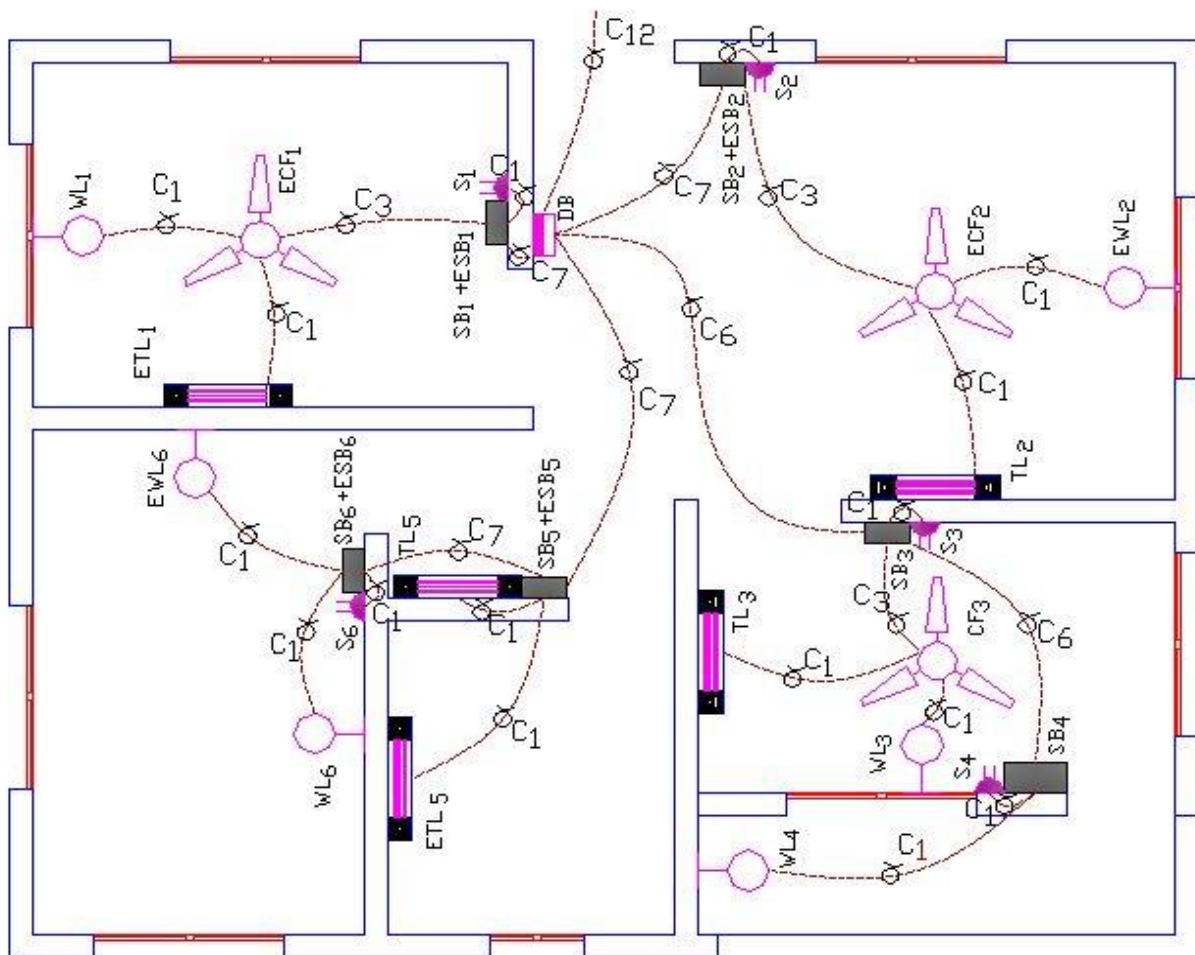 C12
C1
S2
SB2+ESB2
C7
C3
ECF1
WL1
C1
C3
S1
C1
DB
SB1+ESB1
C7
ECF2
EWL2
C1
C1
ETL1
C6
C7
C1
TL2
EWL6
SB6+ESB6
C1
TL5
C7
SB5+ESB5
C1
S3
SB3
C1
S6
C1
C1
C3
CF3
C6
TL3
C1
C1
WL6
C1
ETL5
WL3
S4
SB4
C1
WL4
C1